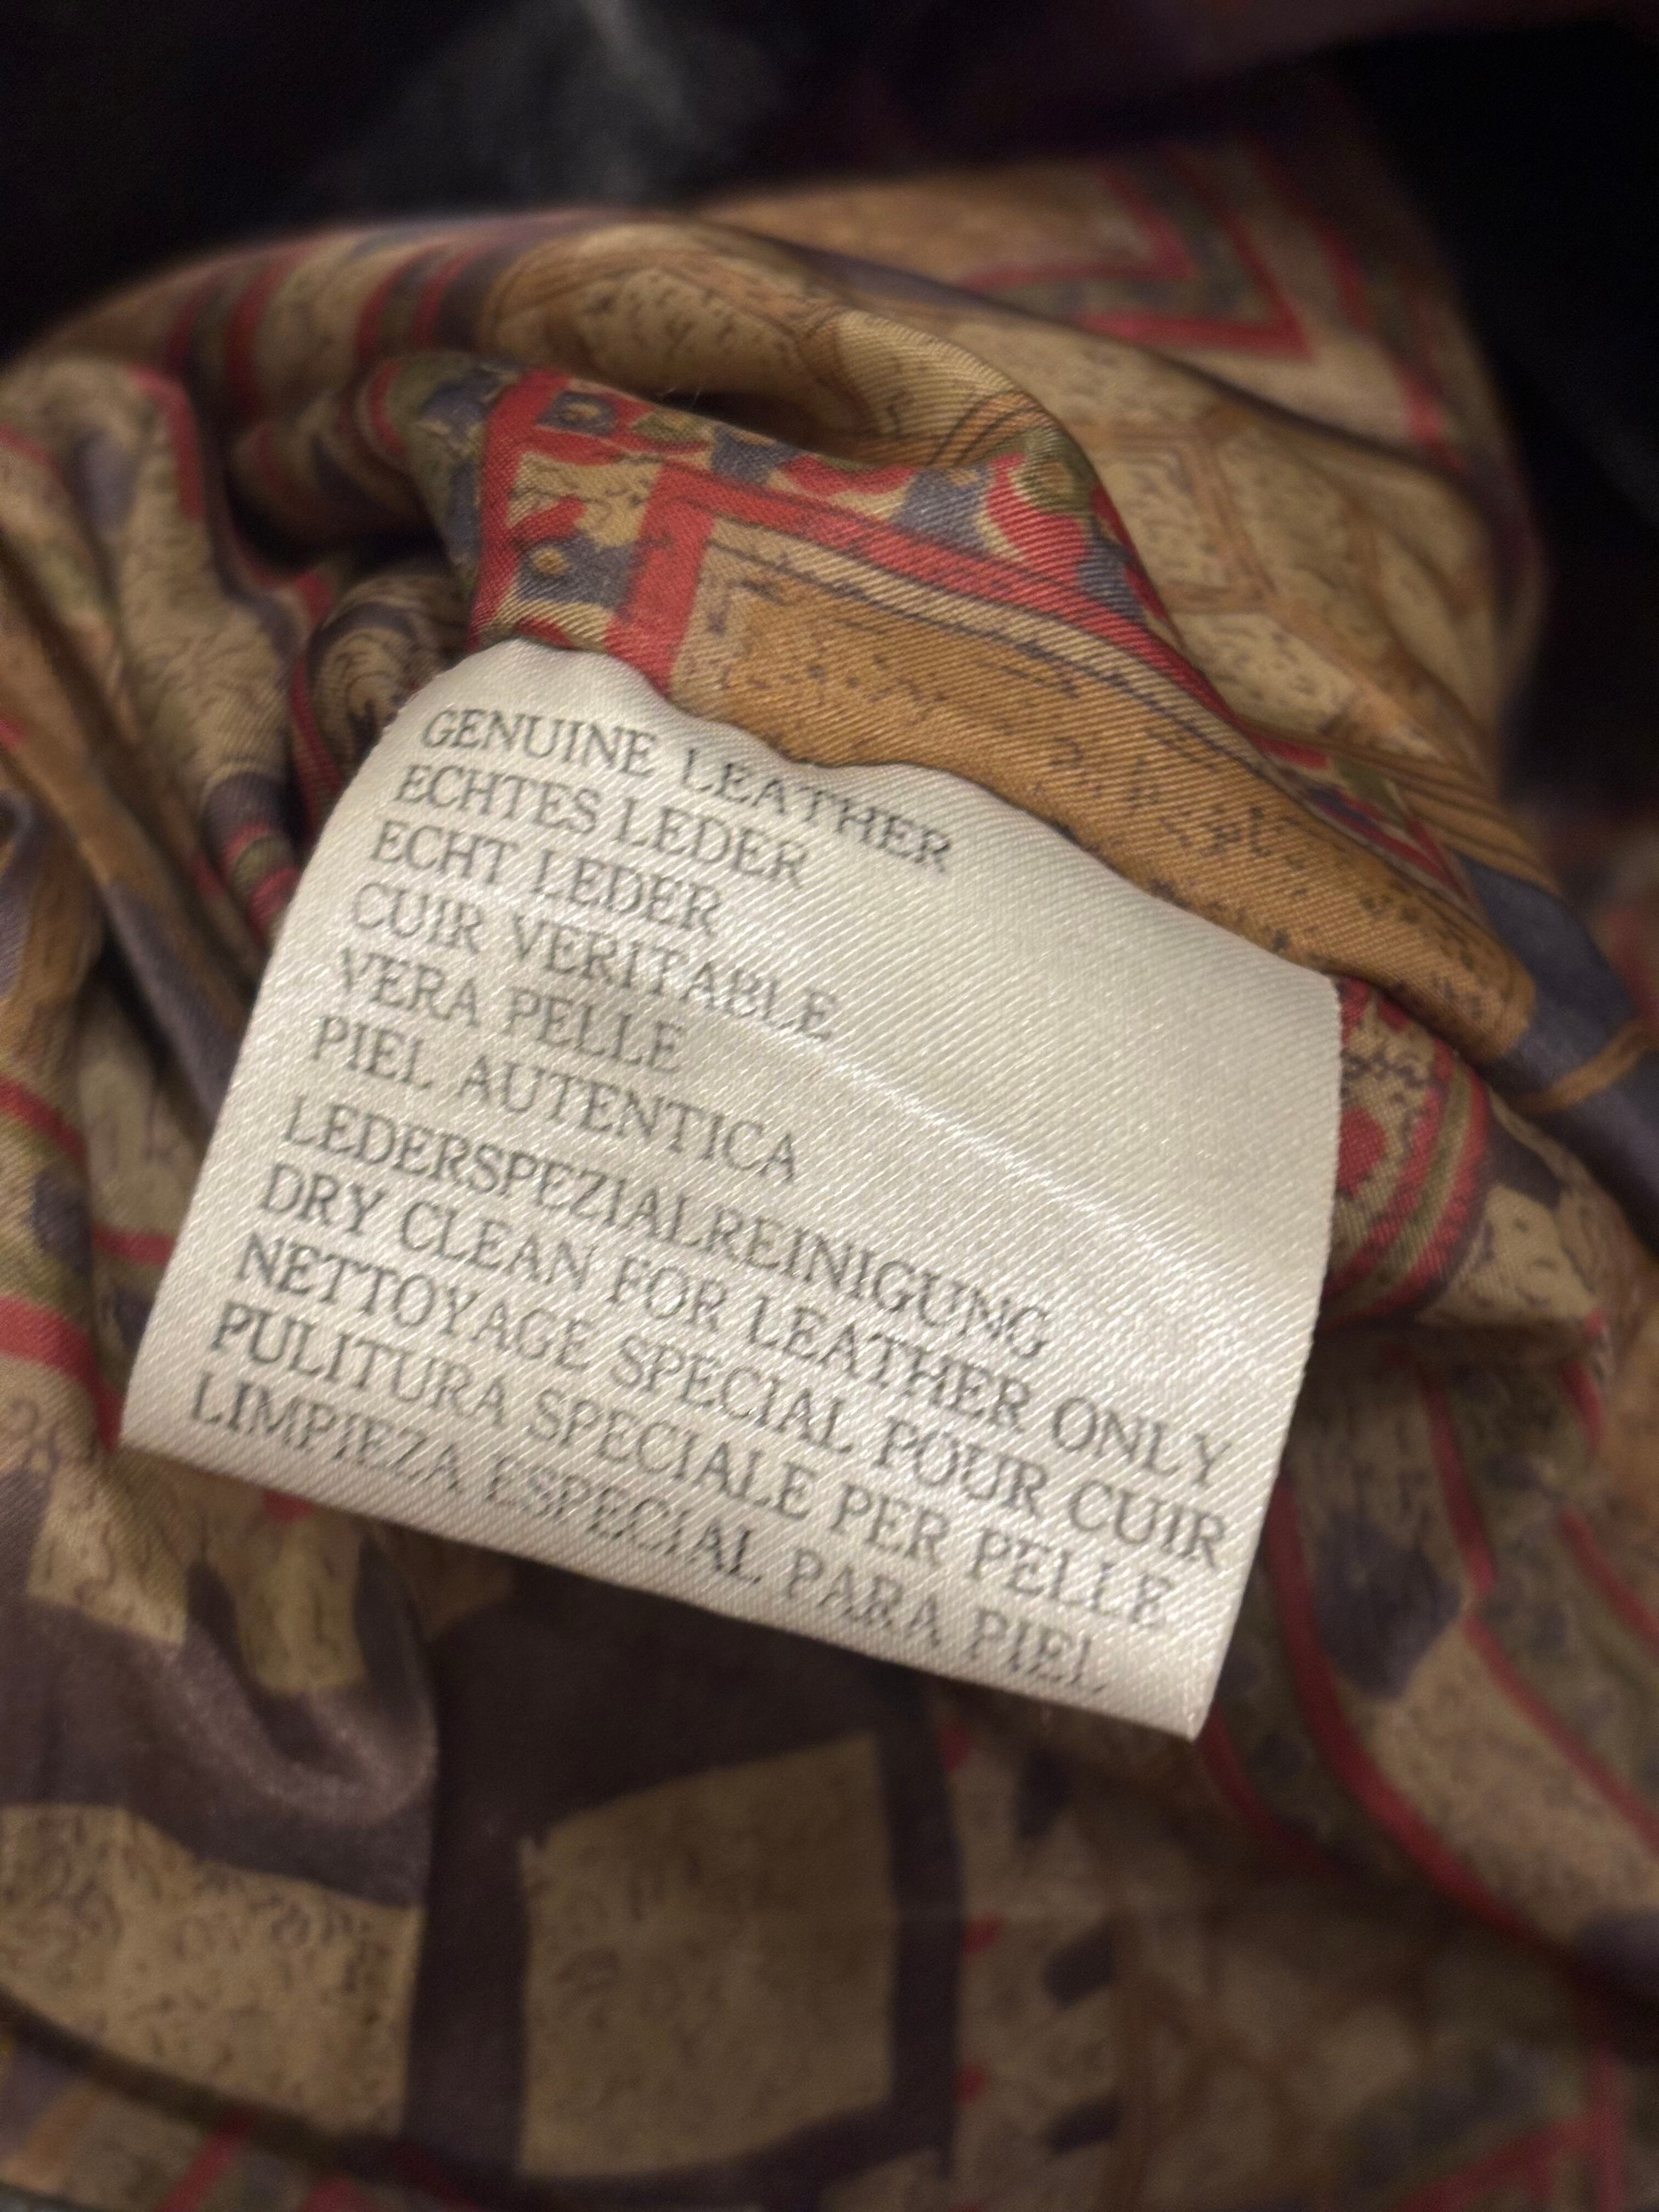 GENUINE LEATHER
ECHTES LEDER
ECHT LEDER
CUIR VERITABLE
VERA PELLE
PIEL AUTENTICA
LEDERSPEZIALREINIGUNG
DRY CLEAN FOR LEATHER ONLY
NETTOYAGE SPECIAL POUR CUIR
PULITURA SPECIALE PER PELLE
LIMPIEZA ESPECIAL PARA PIEL